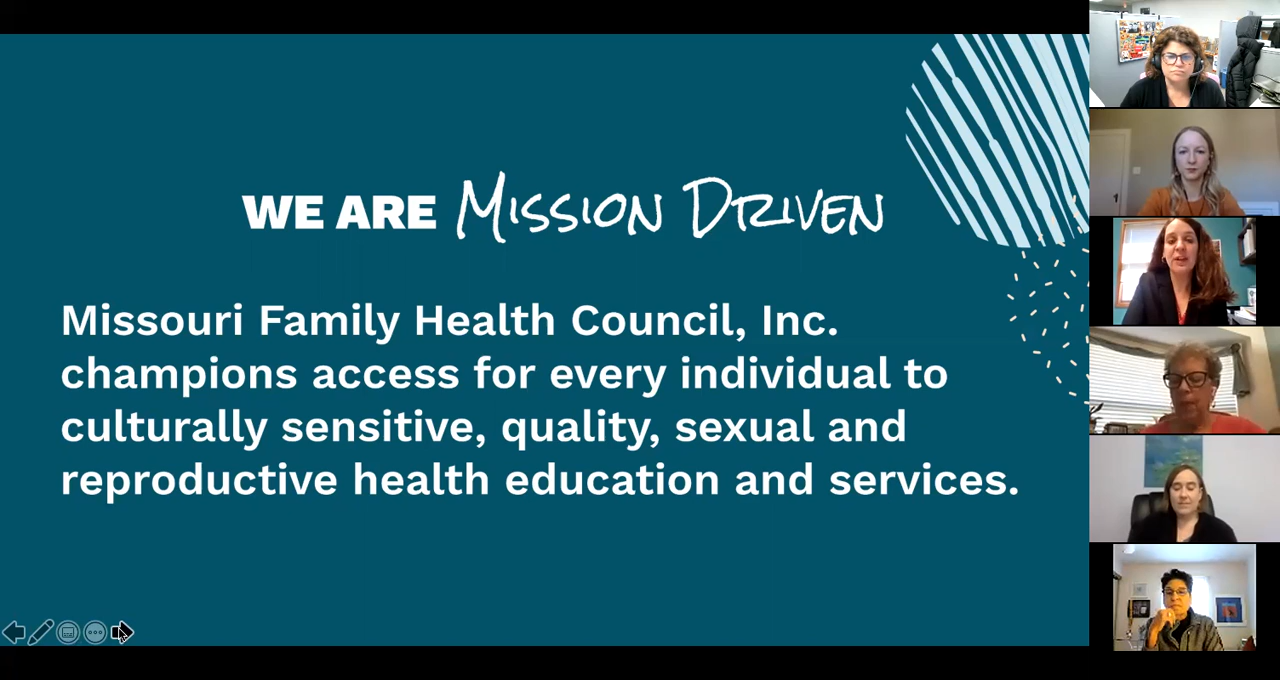 WE ARE Mission Driven
Missouri Family Health Council, Inc.
champions access for every individual to
culturally sensitive, quality, sexual and
reproductive health education and services.